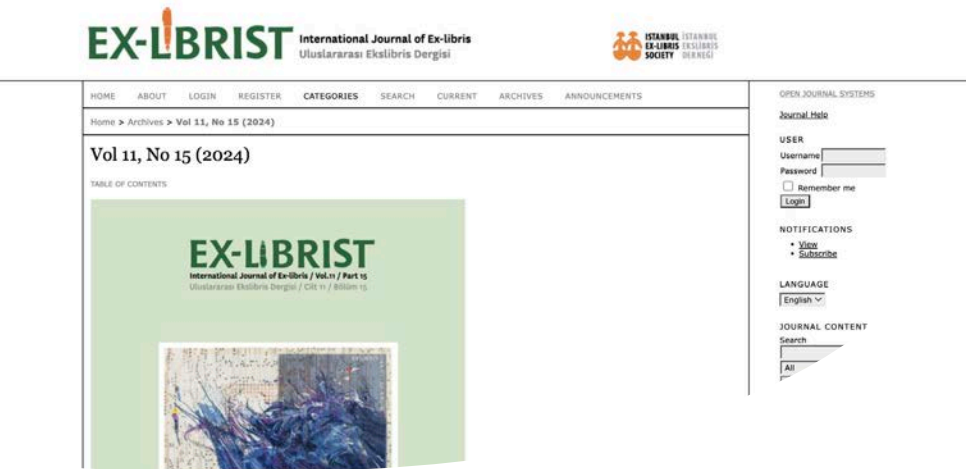 EX-LIBRIST
International Journal of Ex-libris
Uluslararası Ekslibris Dergisi
ISTANBUL İSTANBUL
EX-LIBRIS EKSLİBRİS
SOCIETY DERNEĞİ
HOME ABOUT LOGIN REGISTER CATEGORIES SEARCH CURRENT ARCHIVES ANNOUNCEMENTS
Home > Archives > Vol 11, No 15 (2024)
Vol 11, No 15 (2024)
TABLE OF CONTENTS
EX-LIBRIST
International Journal of Ex-libris / Vol.11 / Part 15
Uluslararası Ekslibris Dergisi / Cilt 11 / Bölüm 15
OPEN JOURNAL SYSTEMS
Journal Help
USER
Username
Password
Remember me
Login
NOTIFICATIONS
View
Subscribe
LANGUAGE
English
JOURNAL CONTENT
Search
All